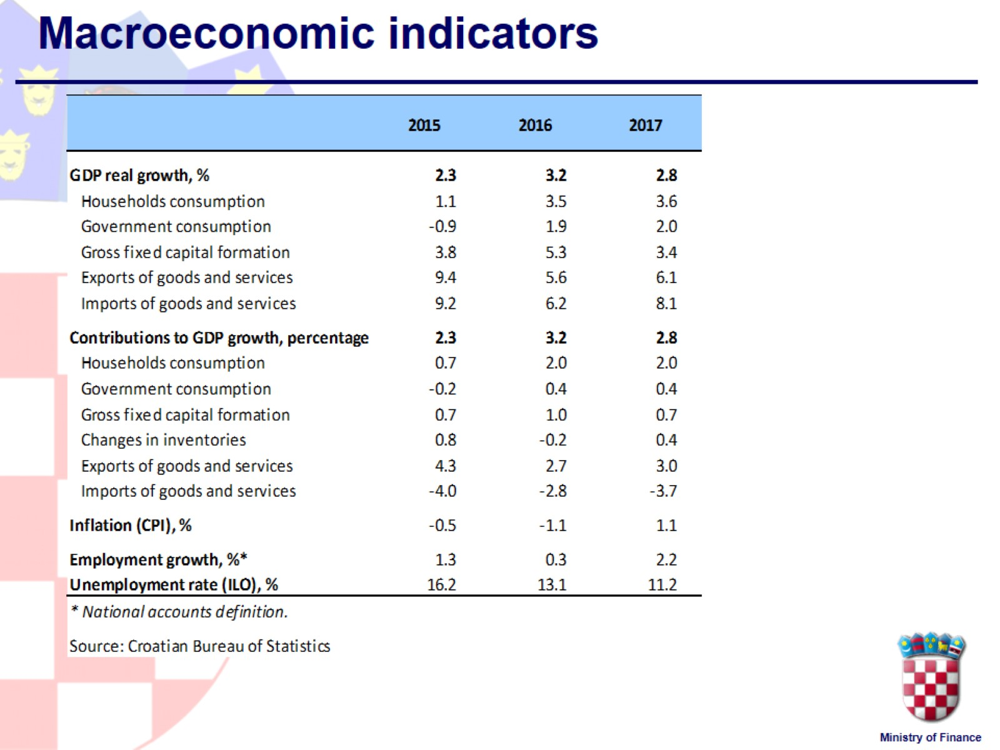 Macroeconomic indicators
2015 2016 2017
GDP real growth, % 2.3 3.2 2.8
Households consumption 1.1 3.5 3.6
Government consumption -0.9 1.9 2.0
Gross fixed capital formation 3.8 5.3 3.4
Exports of goods and services 9.4 5.6 6.1
Imports of goods and services 9.2 6.2 8.1
Contributions to GDP growth, percentage 2.3 3.2 2.8
Households consumption 0.7 2.0 2.0
Government consumption -0.2 0.4 0.4
Gross fixed capital formation 0.7 1.0 0.7
Changes in inventories 0.8 -0.2 0.4
Exports of goods and services 4.3 2.7 3.0
Imports of goods and services -4.0 -2.8 -3.7
Inflation (CPI), % -0.5 -1.1 1.1
Employment growth, %* 1.3 0.3 2.2
Unemployment rate (ILO), % 16.2 13.1 11.2
* National accounts definition.
Source: Croatian Bureau of Statistics
Ministry of Finance